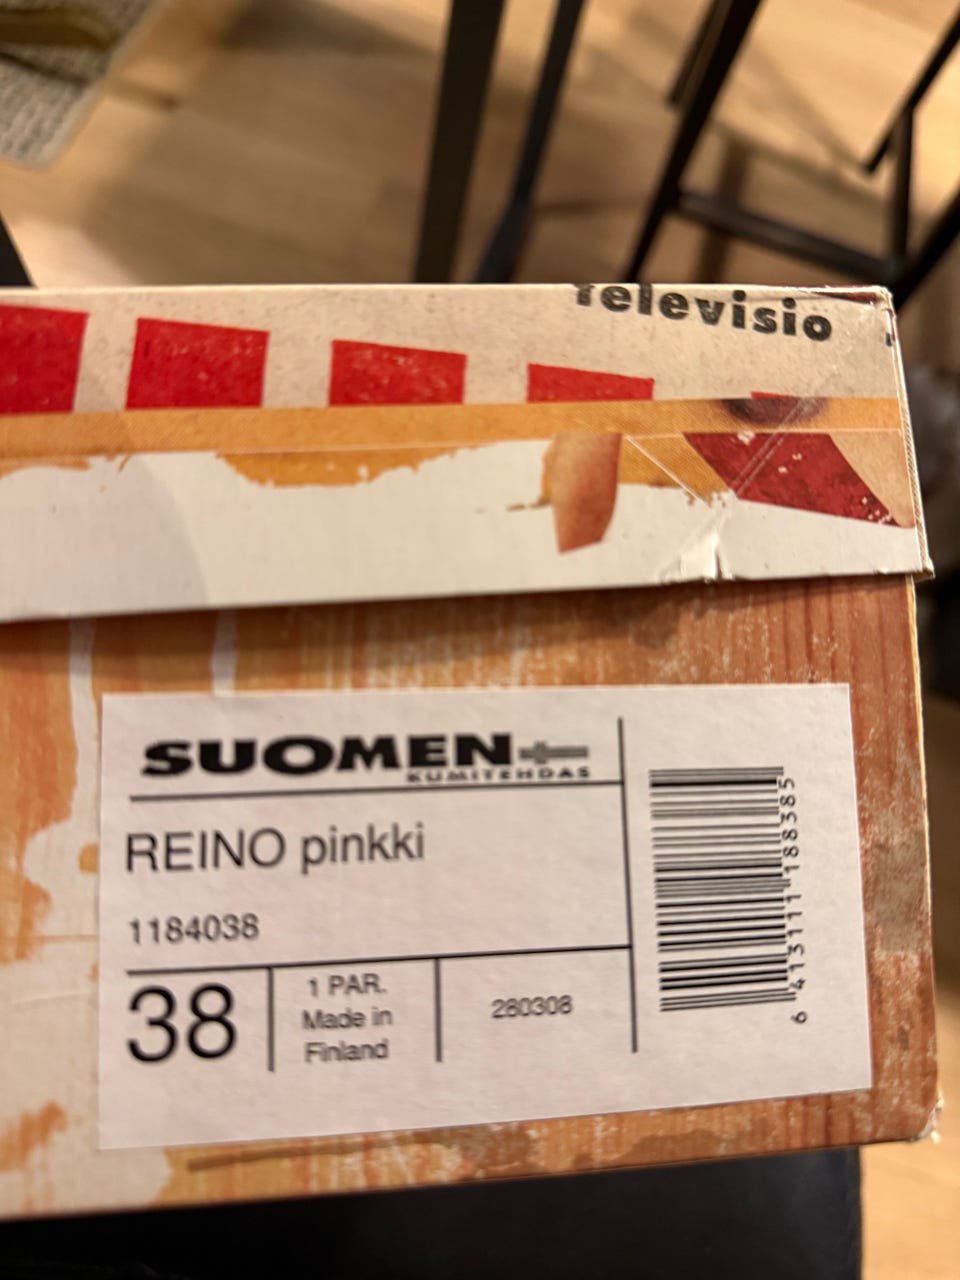 Televisio
SUOMEN
KUMITEHDAS
REINO pinkki
1184038
38
1 PAR.
Made in
Finland
280308
6 413111 188385